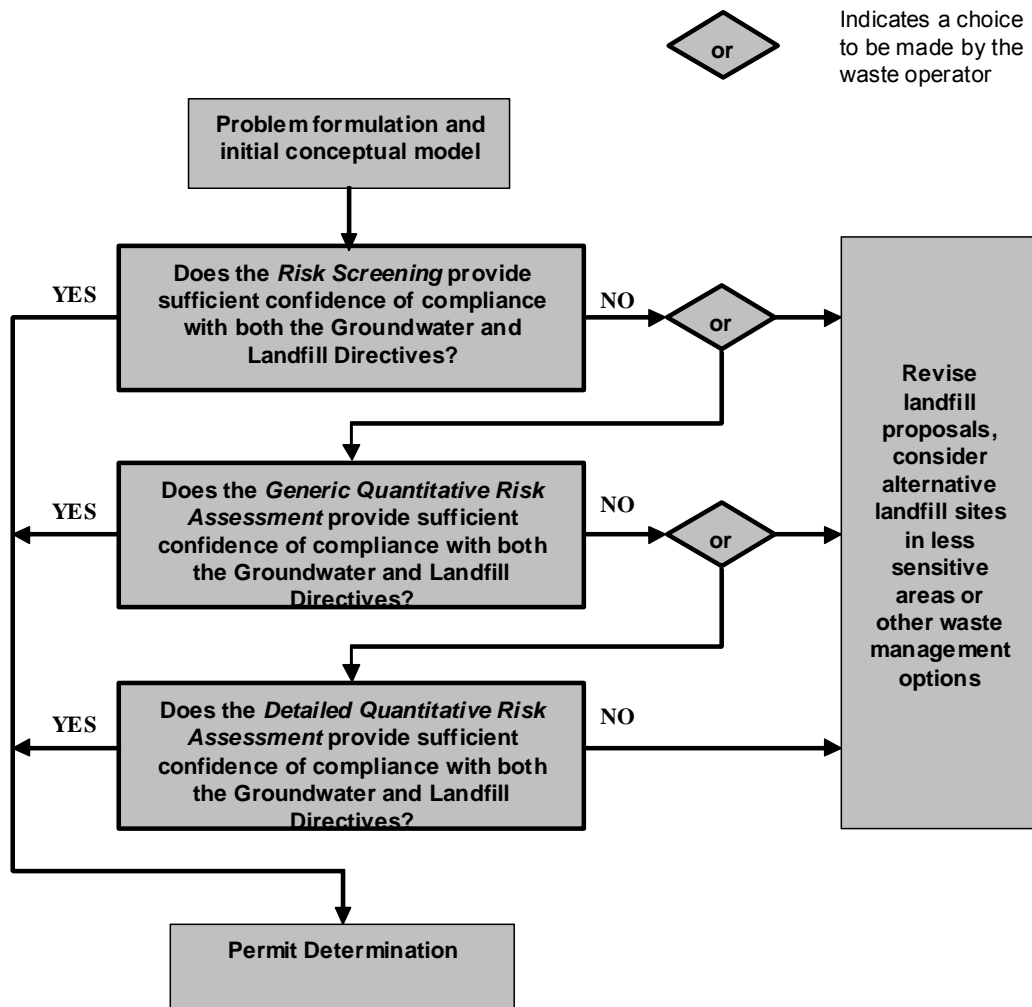 or
Indicates a choice
to be made by the
waste operator
Problem formulation and
initial conceptual model
YES
Does the Risk Screening provide
sufficient confidence of compliance
with both the Groundwater and
Landfill Directives?
NO
or
Revise
landfill
proposals,
consider
alternative
landfill sites
in less
sensitive
areas or
other waste
management
options
YES
Does the Generic Quantitative Risk
Assessment provide sufficient
confidence of compliance with both
the Groundwater and Landfill
Directives?
NO
or
YES
Does the Detailed Quantitative Risk
Assessment provide sufficient
confidence of compliance with both
the Groundwater and Landfill
Directives?
NO
Permit Determination